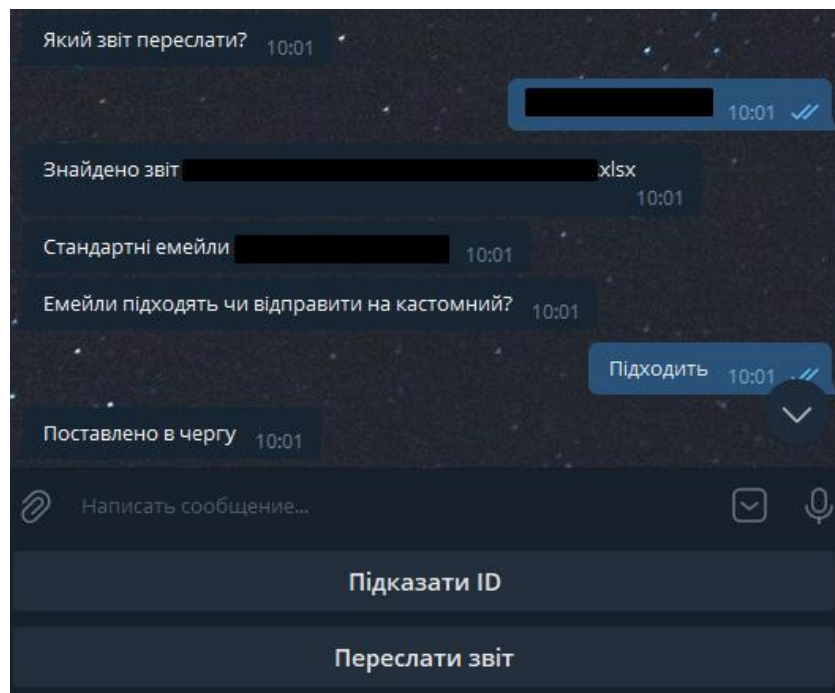 Який звіт переслати? 10:01
10:01
Знайдено звіт xlsx
10:01
Стандартні емейли 10:01
Емейли підходять чи відправити на кастомний? 10:01
Підходить 10:01
Поставлено в чергу 10:01
Написать сообщение...
Підказати ID
Переслати звіт